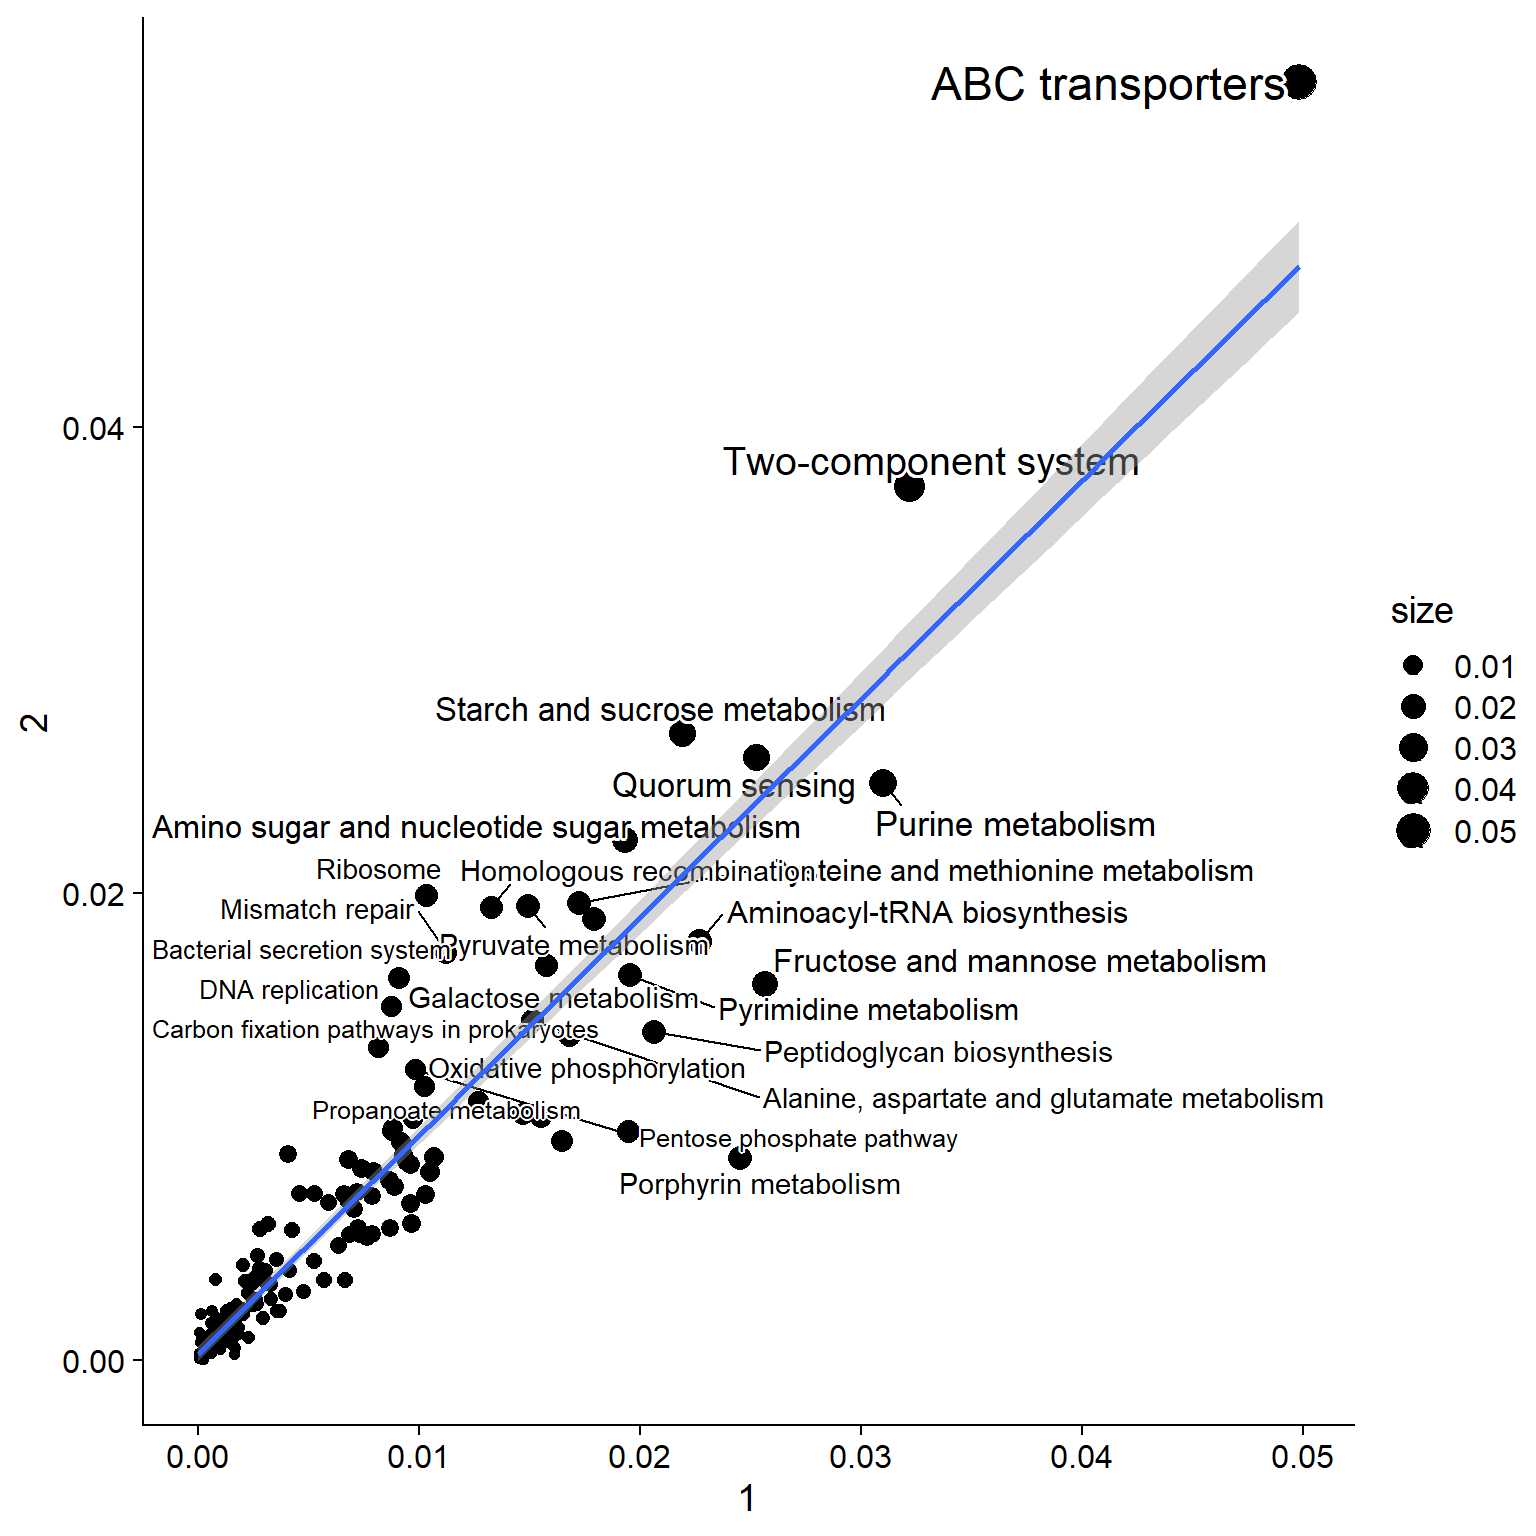 ABC transporters
0.04
Two-component system
size
0.01
0.02
0.03
0.04
0.05
2
Starch and sucrose metabolism
Quorum sensing
Purine metabolism
Amino sugar and nucleotide sugar metabolism
Ribosome
Homologous recombination
methionine metabolism
0.02
Mismatch repair
Aminoacyl-tRNA biosynthesis
Bacterial secretion system
Pyruvate metabolism
Fructose and mannose metabolism
DNA replication
Galactose metabolism
Pyrimidine metabolism
Carbon fixation pathways in prokaryotes
Peptidoglycan biosynthesis
Oxidative phosphorylation
Alanine, aspartate and glutamate metabolism
Propanoate metabolism
Pentose phosphate pathway
Porphyrin metabolism
0.00
0.00 0.01 0.02 0.03 0.04 0.05
1